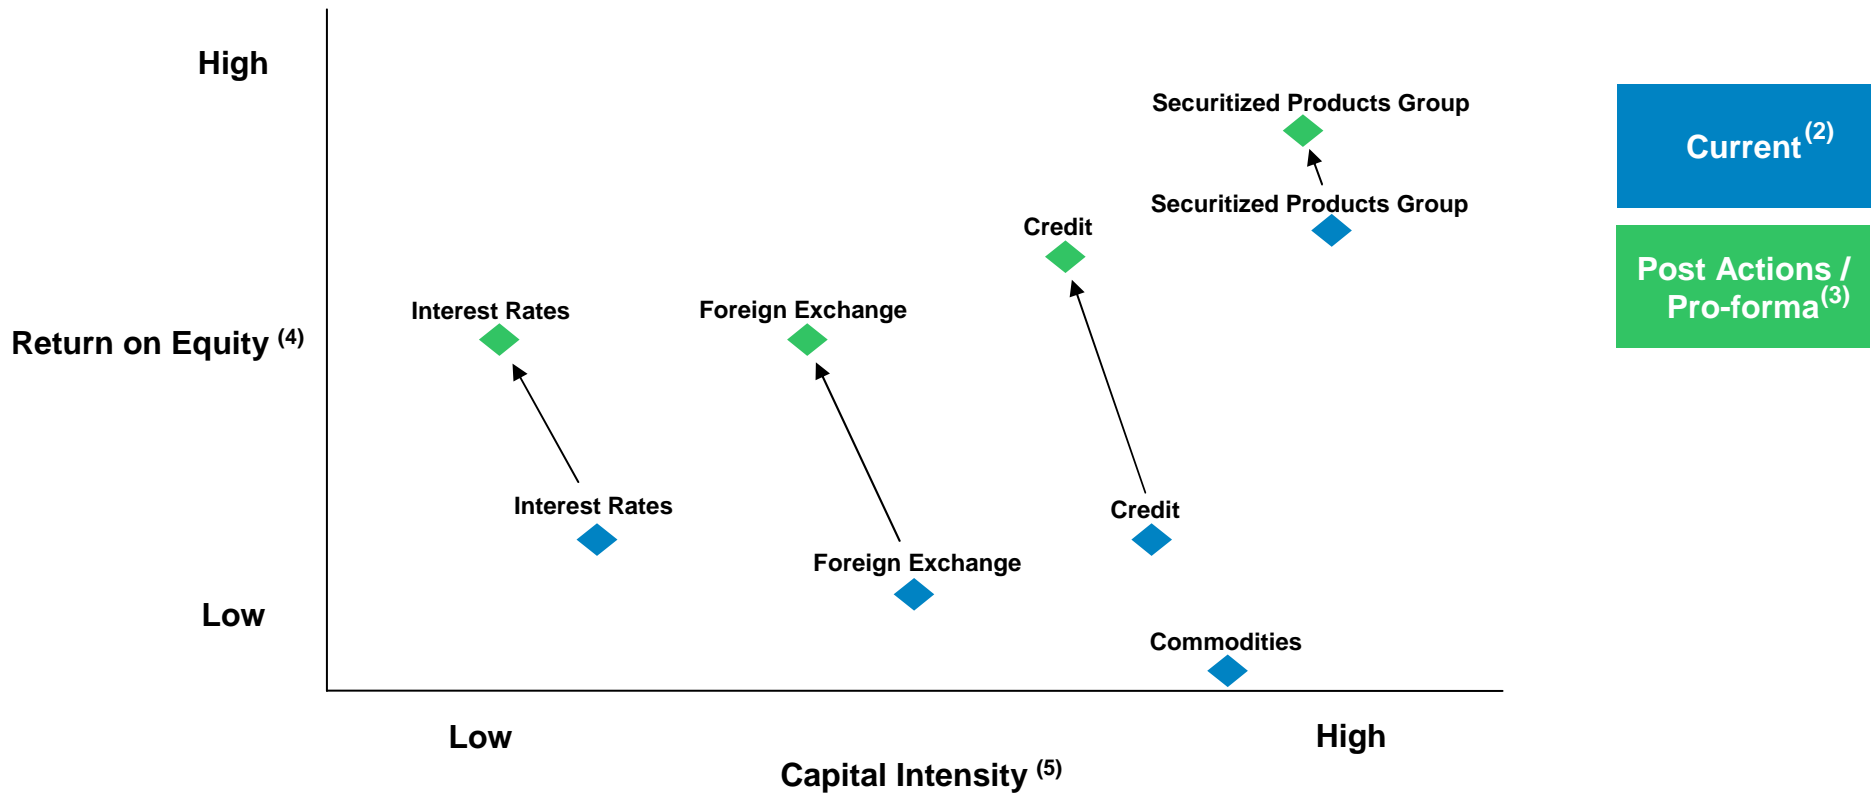 High
Securitized Products Group
Current (2)
Securitized Products Group
Credit
Post Actions /
Pro-forma (3)
Interest Rates
Foreign Exchange
Return on Equity (4)
Interest Rates
Credit
Foreign Exchange
Low
Commodities
Low
High
Capital Intensity (5)